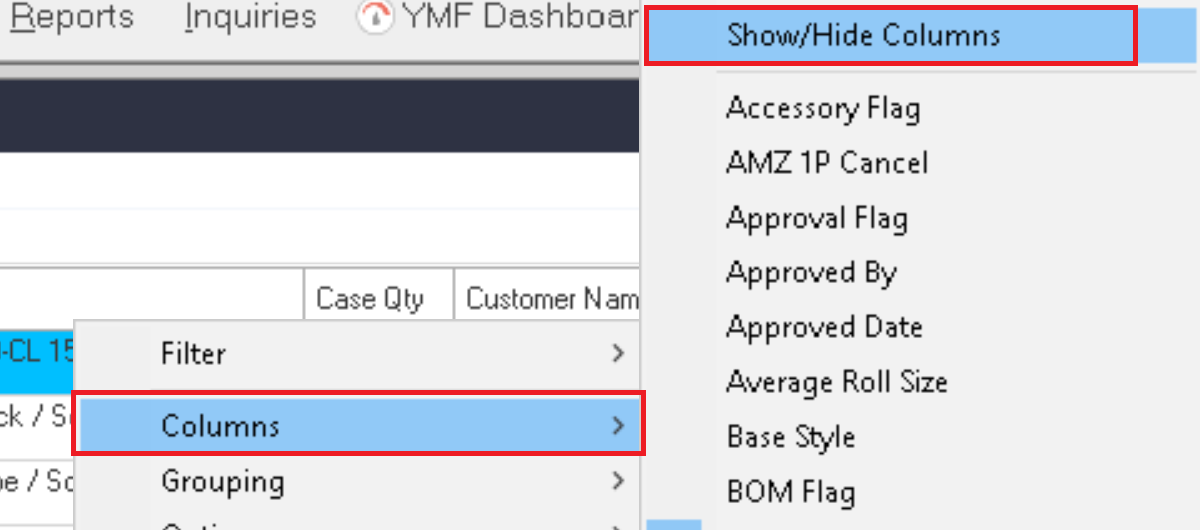 Reports Inquiries YMF Dashboar
Case Qty Customer Nam
-CL 15
ck / S
pe / So
Filter
Columns
Grouping
Show/Hide Columns
Accessory Flag
AMZ 1P Cancel
Approval Flag
Approved By
Approved Date
Average Roll Size
Base Style
BOM Flag